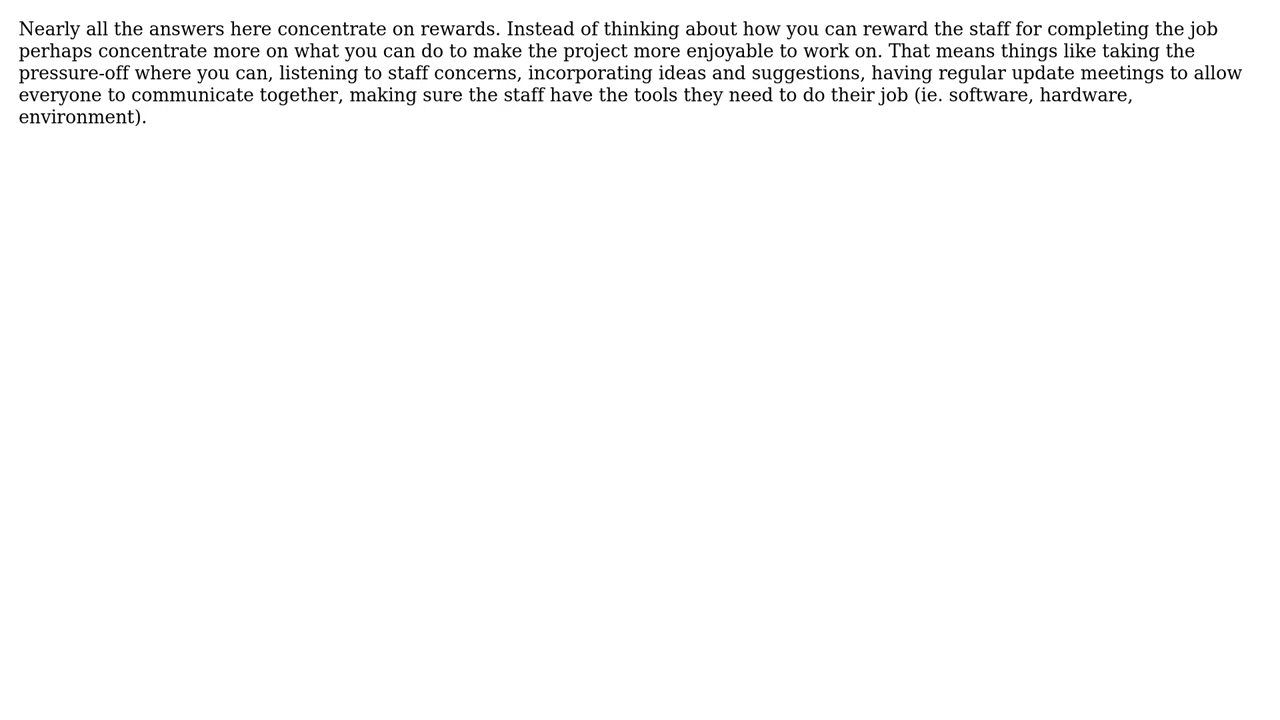 Nearly all the answers here concentrate on rewards. Instead of thinking about how you can reward the staff for completing the job
perhaps concentrate more on what you can do to make the project more enjoyable to work on. That means things like taking the
pressure-off where you can, listening to staff concerns, incorporating ideas and suggestions, having regular update meetings to allow
everyone to communicate together, making sure the staff have the tools they need to do their job (ie. software, hardware,
environment).